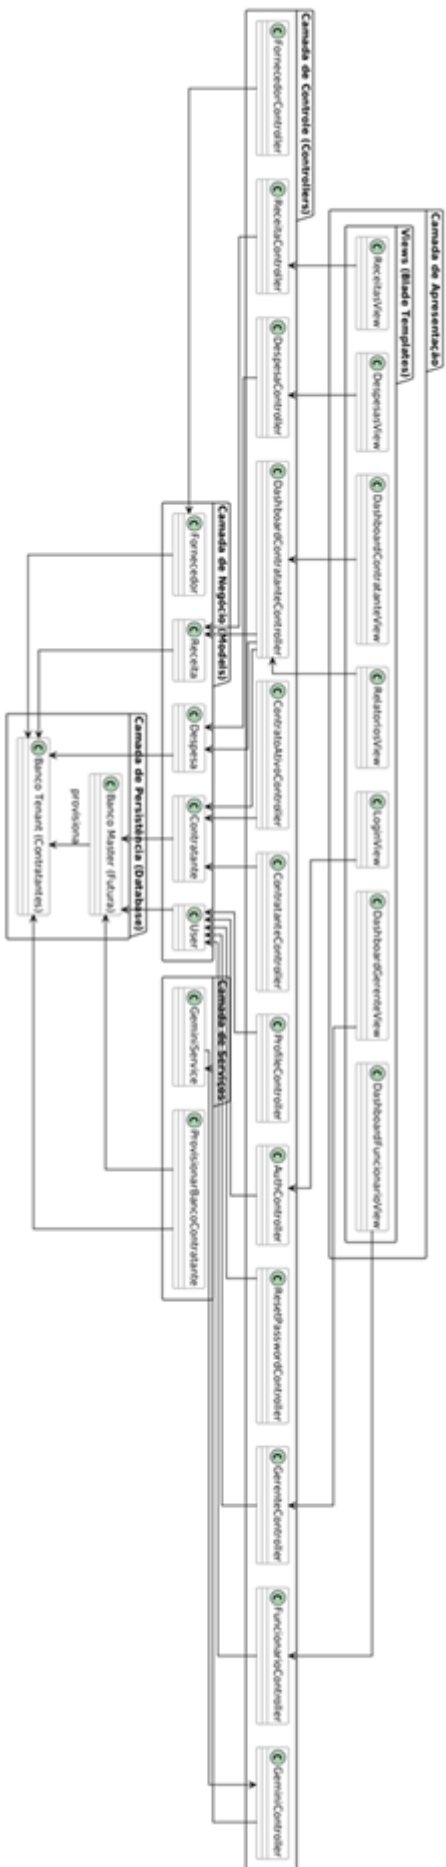 Camada de Apresentação
Views (Blade Templates)
C ReceitasView
C DespesasView
C DashboardContratanteView
C RelatoriosView
C LoginView
C DashboardGerenteView
C DashboardFuncionarioView
Camada de Controle (Controllers)
C FornecedorController
C ReceitaController
C DespesaController
C DashboardContratanteController
C ContratoAtivoController
C ContratanteController
C ProfileController
C AuthController
C ResetPasswordController
C GerenteController
C FuncionarioController
C GeminiController
Camada de Negócio (Models)
C Fornecedor
C Receita
C Despesa
C Contratante
C User
Camada de Serviços
C GeminiService
C ProvisionarBancoContratante
Camada de Persistência (Database)
C Banco Master (Futura)
provisiona
C Banco Tenant (Contratantes)